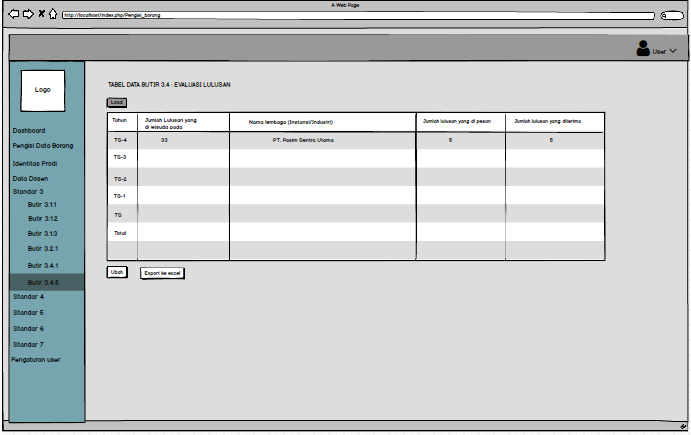 A Web Page
http://localhost/index.php/Pengisi_borang
User
Logo
Dashboard
Pengisi Data Borang
Identitas Prodi
Data Dosen
Standar 3
Butir 3.1.1
Butir 3.1.2
Butir 3.1.3
Butir 3.2.1
Butir 3.4.1
Butir 3.4.5
Standar 4
Standar 5
Standar 6
Standar 7
Pengaturan user
TABEL DATA BUTIR 3.4 : EVALUASI LULUSAN
Load
Tahun
Jumlah Lulusan yang
di wisuda pada
Nama lembaga (Instansi/Industri)
Jumlah lulusan yang di pesan
Jumlah lulusan yang diterima
TS-4 33 PT. Pasim Sentra Utama 5 5
TS-3
TS-2
TS-1
TS
Total
Ubah
Export ke excel